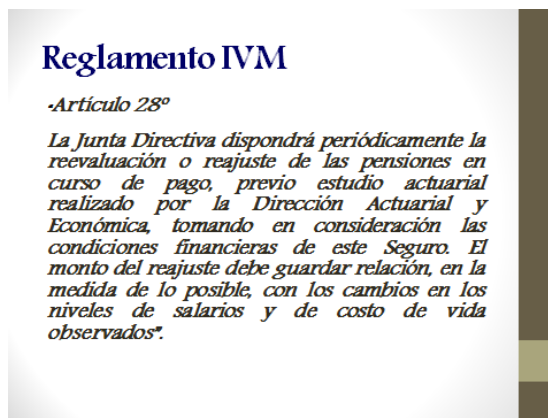 Reglamento IVM
•Artículo 28º
La Junta Directiva dispondrá periódicamente la
reevaluación o reajuste de las pensiones en
curso de pago, previo estudio actuarial
realizado por la Dirección Actuarial y
Económica, tomando en consideración las
condiciones financieras de este Seguro. El
monto del reajuste debe guardar relación, en la
medida de lo posible, con los cambios en los
niveles de salarios y de costo de vida
observados".